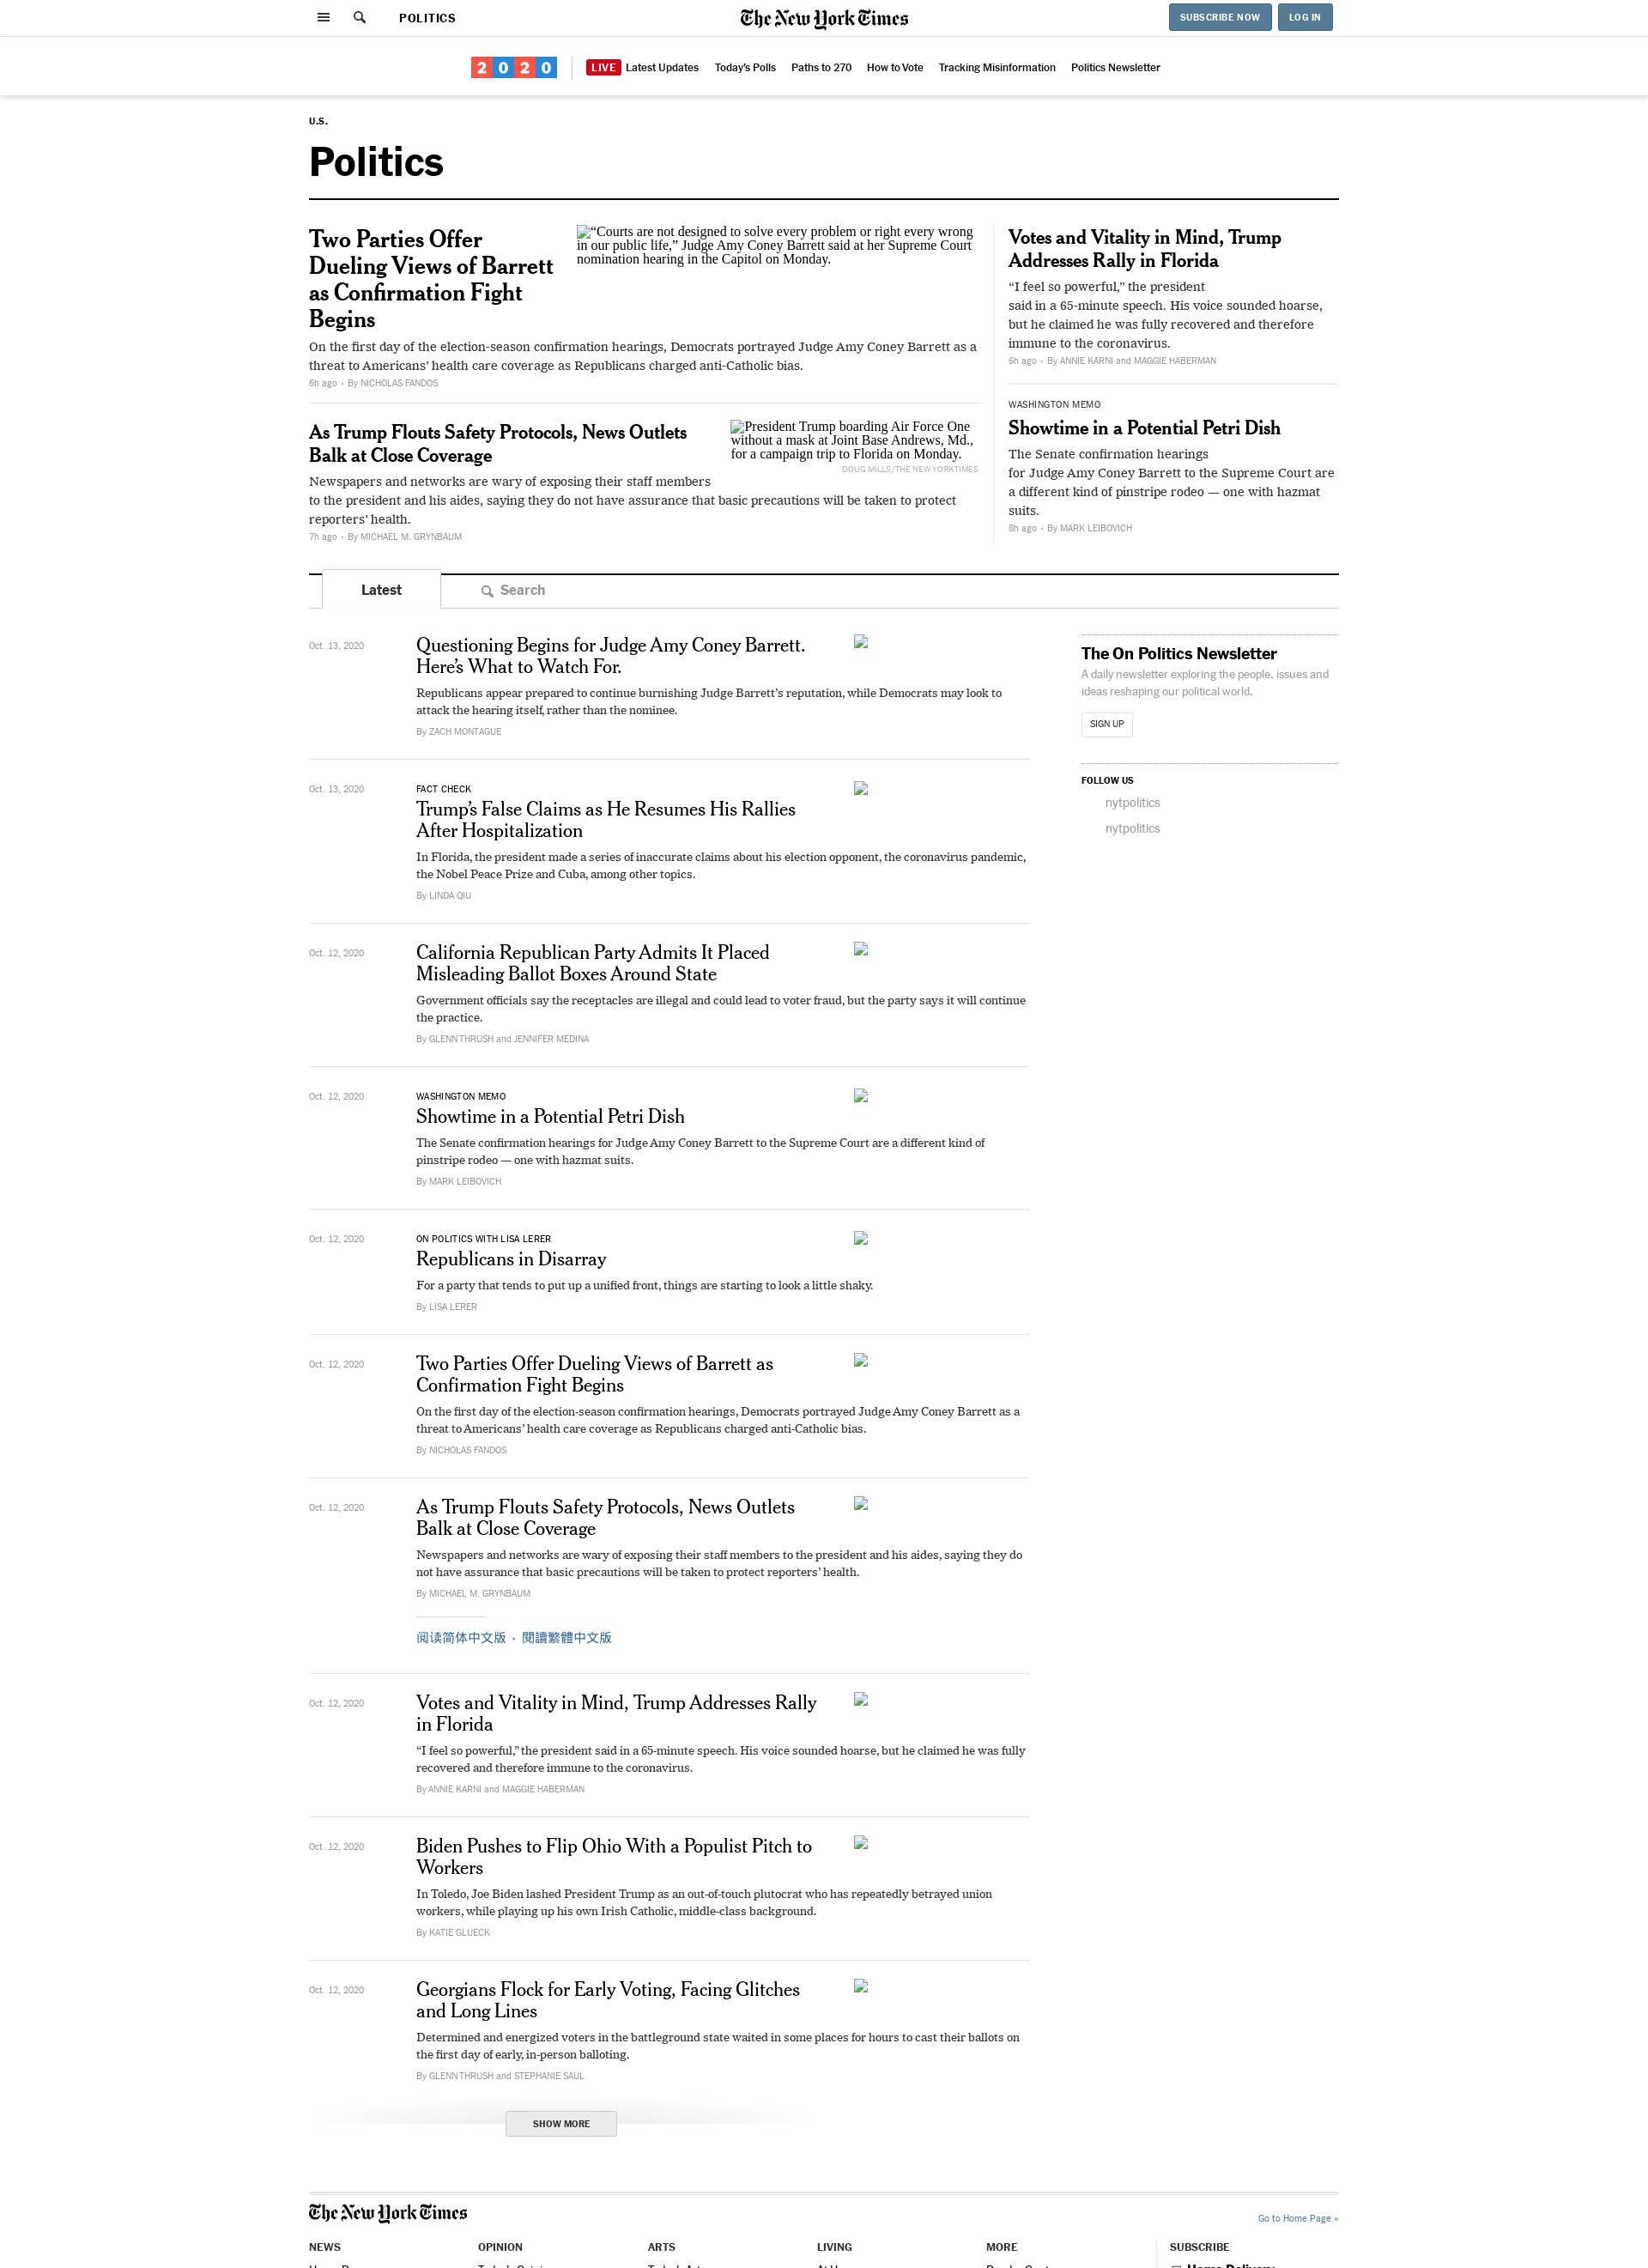 POLITICS
The New York Times
SUBSCRIBE NOW
LOG IN
2020
LIVE Latest Updates
Today's Polls
Paths to 270
How to Vote
Tracking Misinformation
Politics Newsletter
U.S.
Politics
Two Parties Offer
Dueling Views of Barrett
as Confirmation Fight
Begins
“Courts are not designed to solve every problem or right every wrong
in our public life,” Judge Amy Coney Barrett said at her Supreme Court
nomination hearing in the Capitol on Monday.
On the first day of the election-season confirmation hearings, Democrats portrayed Judge Amy Coney Barrett as a
threat to Americans’ health care coverage as Republicans charged anti-Catholic bias.
6h ago • By NICHOLAS FANDOS
As Trump Flouts Safety Protocols, News Outlets
Balk at Close Coverage
President Trump boarding Air Force One
without a mask at Joint Base Andrews, Md.,
for a campaign trip to Florida on Monday.
DOUG MILLS/THE NEW YORK TIMES
Newspapers and networks are wary of exposing their staff members
to the president and his aides, saying they do not have assurance that basic precautions will be taken to protect
reporters’ health.
7h ago • By MICHAEL M. GRYNBAUM
Votes and Vitality in Mind, Trump
Addresses Rally in Florida
“I feel so powerful,” the president
said in a 65-minute speech. His voice sounded hoarse,
but he claimed he was fully recovered and therefore
immune to the coronavirus.
6h ago • By ANNIE KARNI and MAGGIE HABERMAN
WASHINGTON MEMO
Showtime in a Potential Petri Dish
The Senate confirmation hearings
for Judge Amy Coney Barrett to the Supreme Court are
a different kind of pinstripe rodeo — one with hazmat
suits.
8h ago • By MARK LEIBOVICH
Latest
Search
Oct. 13, 2020
Questioning Begins for Judge Amy Coney Barrett.
Here’s What to Watch For.
Republicans appear prepared to continue burnishing Judge Barrett’s reputation, while Democrats may look to
attack the hearing itself, rather than the nominee.
By ZACH MONTAGUE
Oct. 13, 2020
FACT CHECK
Trump’s False Claims as He Resumes His Rallies
After Hospitalization
In Florida, the president made a series of inaccurate claims about his election opponent, the coronavirus pandemic,
the Nobel Peace Prize and Cuba, among other topics.
By LINDA QIU
Oct. 12, 2020
California Republican Party Admits It Placed
Misleading Ballot Boxes Around State
Government officials say the receptacles are illegal and could lead to voter fraud, but the party says it will continue
the practice.
By GLENN THRUSH and JENNIFER MEDINA
Oct. 12, 2020
WASHINGTON MEMO
Showtime in a Potential Petri Dish
The Senate confirmation hearings for Judge Amy Coney Barrett to the Supreme Court are a different kind of
pinstripe rodeo — one with hazmat suits.
By MARK LEIBOVICH
Oct. 12, 2020
ON POLITICS WITH LISA LERER
Republicans in Disarray
For a party that tends to put up a unified front, things are starting to look a little shaky.
By LISA LERER
Oct. 12, 2020
Two Parties Offer Dueling Views of Barrett as
Confirmation Fight Begins
On the first day of the election-season confirmation hearings, Democrats portrayed Judge Amy Coney Barrett as a
threat to Americans’ health care coverage as Republicans charged anti-Catholic bias.
By NICHOLAS FANDOS
Oct. 12, 2020
As Trump Flouts Safety Protocols, News Outlets
Balk at Close Coverage
Newspapers and networks are wary of exposing their staff members to the president and his aides, saying they do
not have assurance that basic precautions will be taken to protect reporters’ health.
By MICHAEL M. GRYNBAUM
阅读简体中文版 • 閱讀繁體中文版
Oct. 12, 2020
Votes and Vitality in Mind, Trump Addresses Rally
in Florida
“I feel so powerful,” the president said in a 65-minute speech. His voice sounded hoarse, but he claimed he was fully
recovered and therefore immune to the coronavirus.
By ANNIE KARNI and MAGGIE HABERMAN
Oct. 12, 2020
Biden Pushes to Flip Ohio With a Populist Pitch to
Workers
In Toledo, Joe Biden lashed President Trump as an out-of-touch plutocrat who has repeatedly betrayed union
workers, while playing up his own Irish Catholic, middle-class background.
By KATIE GLUECK
Oct. 12, 2020
Georgians Flock for Early Voting, Facing Glitches
and Long Lines
Determined and energized voters in the battleground state waited in some places for hours to cast their ballots on
the first day of early, in-person balloting.
By GLENN THRUSH and STEPHANIE SAUL
SHOW MORE
The On Politics Newsletter
A daily newsletter exploring the people, issues and
ideas reshaping our political world.
SIGN UP
FOLLOW US
nytpolitics
nytpolitics
The New York Times
Go to Home Page »
NEWS
OPINION
ARTS
LIVING
MORE
SUBSCRIBE